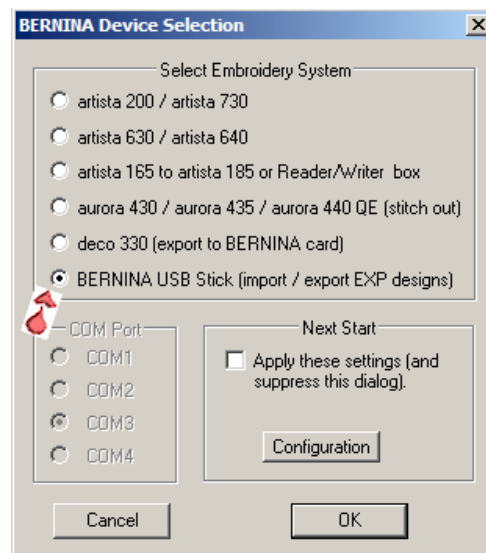 BERNINA Device Selection
Select Embroidery System
artista 200 / artista 730
artista 630 / artista 640
artista 165 to artista 185 or Reader/Writer box
aurora 430 / aurora 435 / aurora 440 QE (stitch out)
deco 330 (export to BERNINA card)
BERNINA USB Stick (import / export EXP designs)
COM Port
COM1
COM2
COM3
COM4
Next Start
Apply these settings (and
suppress this dialog).
Configuration
Cancel
OK